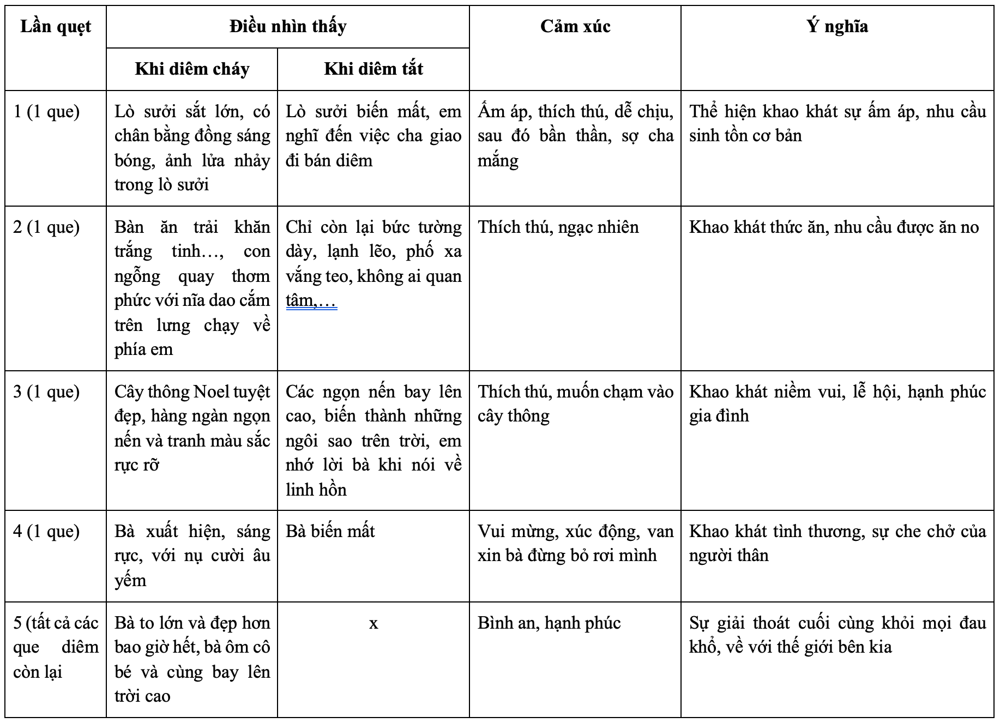 Lần quẹt
Điều nhìn thấy
Cảm xúc
Ý nghĩa
Khi diêm cháy
Khi diêm tắt
1 (1 que)
Lò sưởi sắt lớn, có
chân bằng đồng sáng
bóng, ảnh lửa nhảy
trong lò sưởi
Lò sưởi biến mất, em
nghĩ đến việc cha giao
đi bán diêm
Ấm áp, thích thú, dễ chịu,
sau đó bần thần, sợ cha
mắng
Thể hiện khao khát sự ấm áp, nhu cầu
sinh tồn cơ bản
2 (1 que)
Bàn ăn trải khăn
trắng tinh…, con
ngỗng quay thơm
phức với nĩa dao cắm
trên lưng chạy về
phía em
Chỉ còn lại bức tường
dày, lạnh lẽo, phố xa
vắng teo, không ai quan
tâm,…
Thích thú, ngạc nhiên
Khao khát thức ăn, nhu cầu được ăn no
3 (1 que)
Cây thông Noel tuyệt
đẹp, hàng ngàn ngọn
nến và tranh màu sắc
rực rỡ
Các ngọn nến bay lên
cao, biến thành những
ngôi sao trên trời, em
nhớ lời bà khi nói về
linh hồn
Thích thú, muốn chạm vào
cây thông
Khao khát niềm vui, lễ hội, hạnh phúc
gia đình
4 (1 que)
Bà xuất hiện, sáng
rực, với nụ cười âu
yếm
Bà biến mất
Vui mừng, xúc động, van
xin bà đừng bỏ rơi mình
Khao khát tình thương, sự che chở của
người thân
5 (tất cả các
que diêm
còn lại
Bà to lớn và đẹp hơn
bao giờ hết, bà ôm cô
bé và cùng bay lên
trời cao
x
Bình an, hạnh phúc
Sự giải thoát cuối cùng khỏi mọi đau
khổ, về với thế giới bên kia